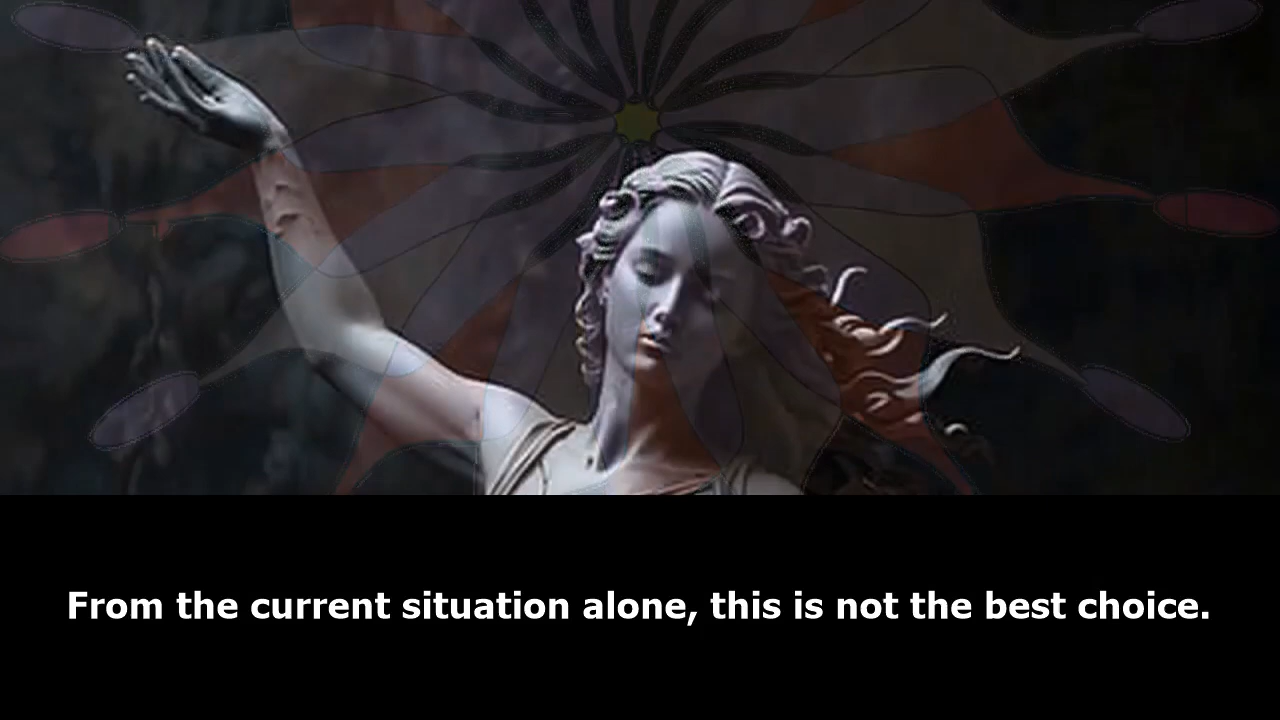 From the current situation alone, this is not the best choice.